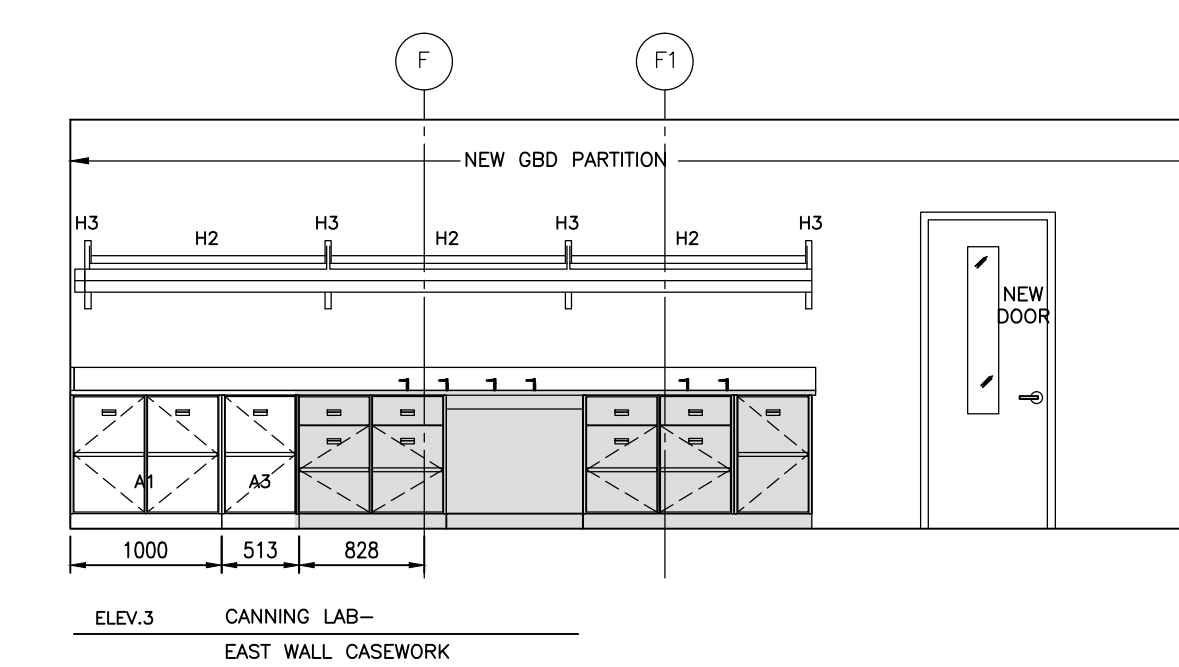 F
F1
NEW GBD PARTITION
H3
H3
H3
H3
H2
H2
H2
NEW
DOOR
A1
A3
1000
513
828
ELEV.3
CANNING LAB–
EAST WALL CASEWORK